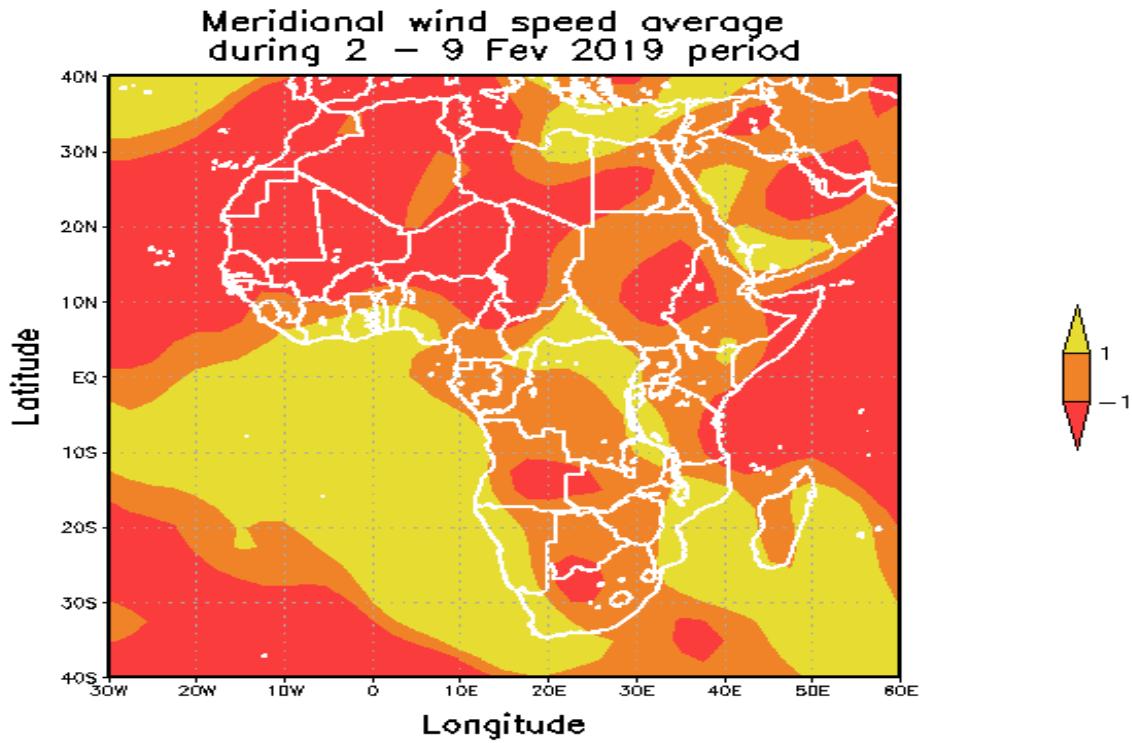 Meridianal wind speed average
during 2 – 9 Fev 2019 period
40N
30N
20N
10N
EQ
10S
20S
30S
40S
30W 20W 10W 0 10E 20E 30E 40E 50E 60E
Latitude
Longitude
1
−1